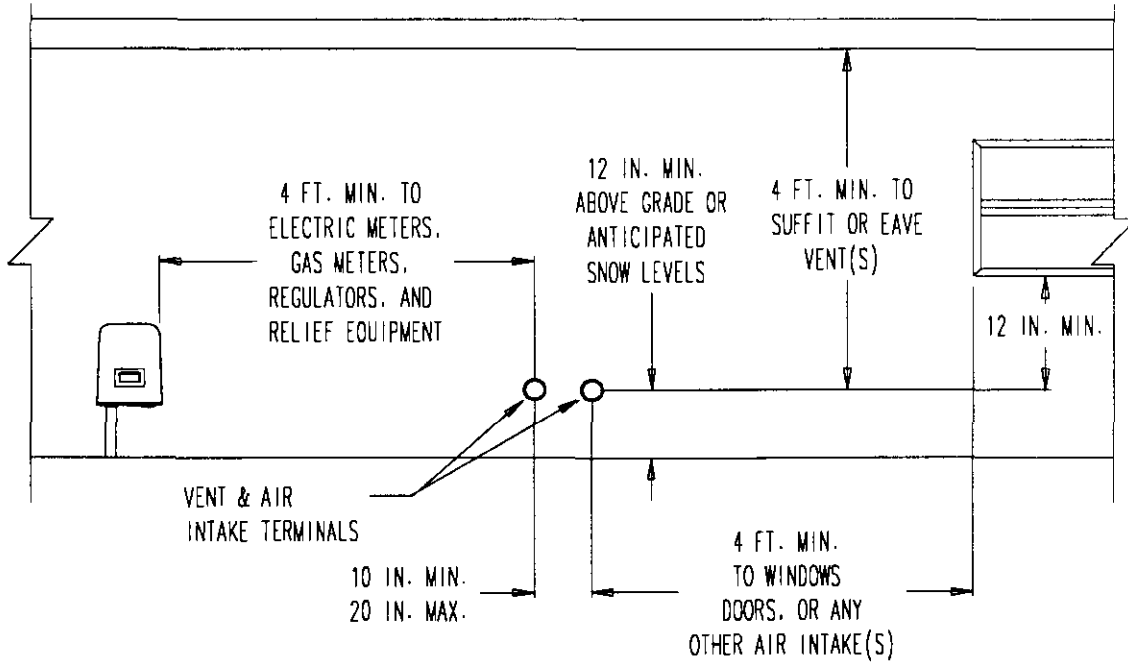 4 FT. MIN. TO
ELECTRIC METERS.
GAS METERS.
REGULATORS. AND
RELIEF EQUIPMENT
12 IN. MIN.
ABOVE GRADE OR
ANTICIPATED
SNOW LEVELS
4 FT. MIN. TO
SUFFIT OR EAVE
VENT(S)
12 IN. MIN.
VENT & AIR
INTAKE TERMINALS
10 IN. MIN.
20 IN. MAX.
4 FT. MIN.
TO WINDOWS
DOORS. OR ANY
OTHER AIR INTAKE(S)